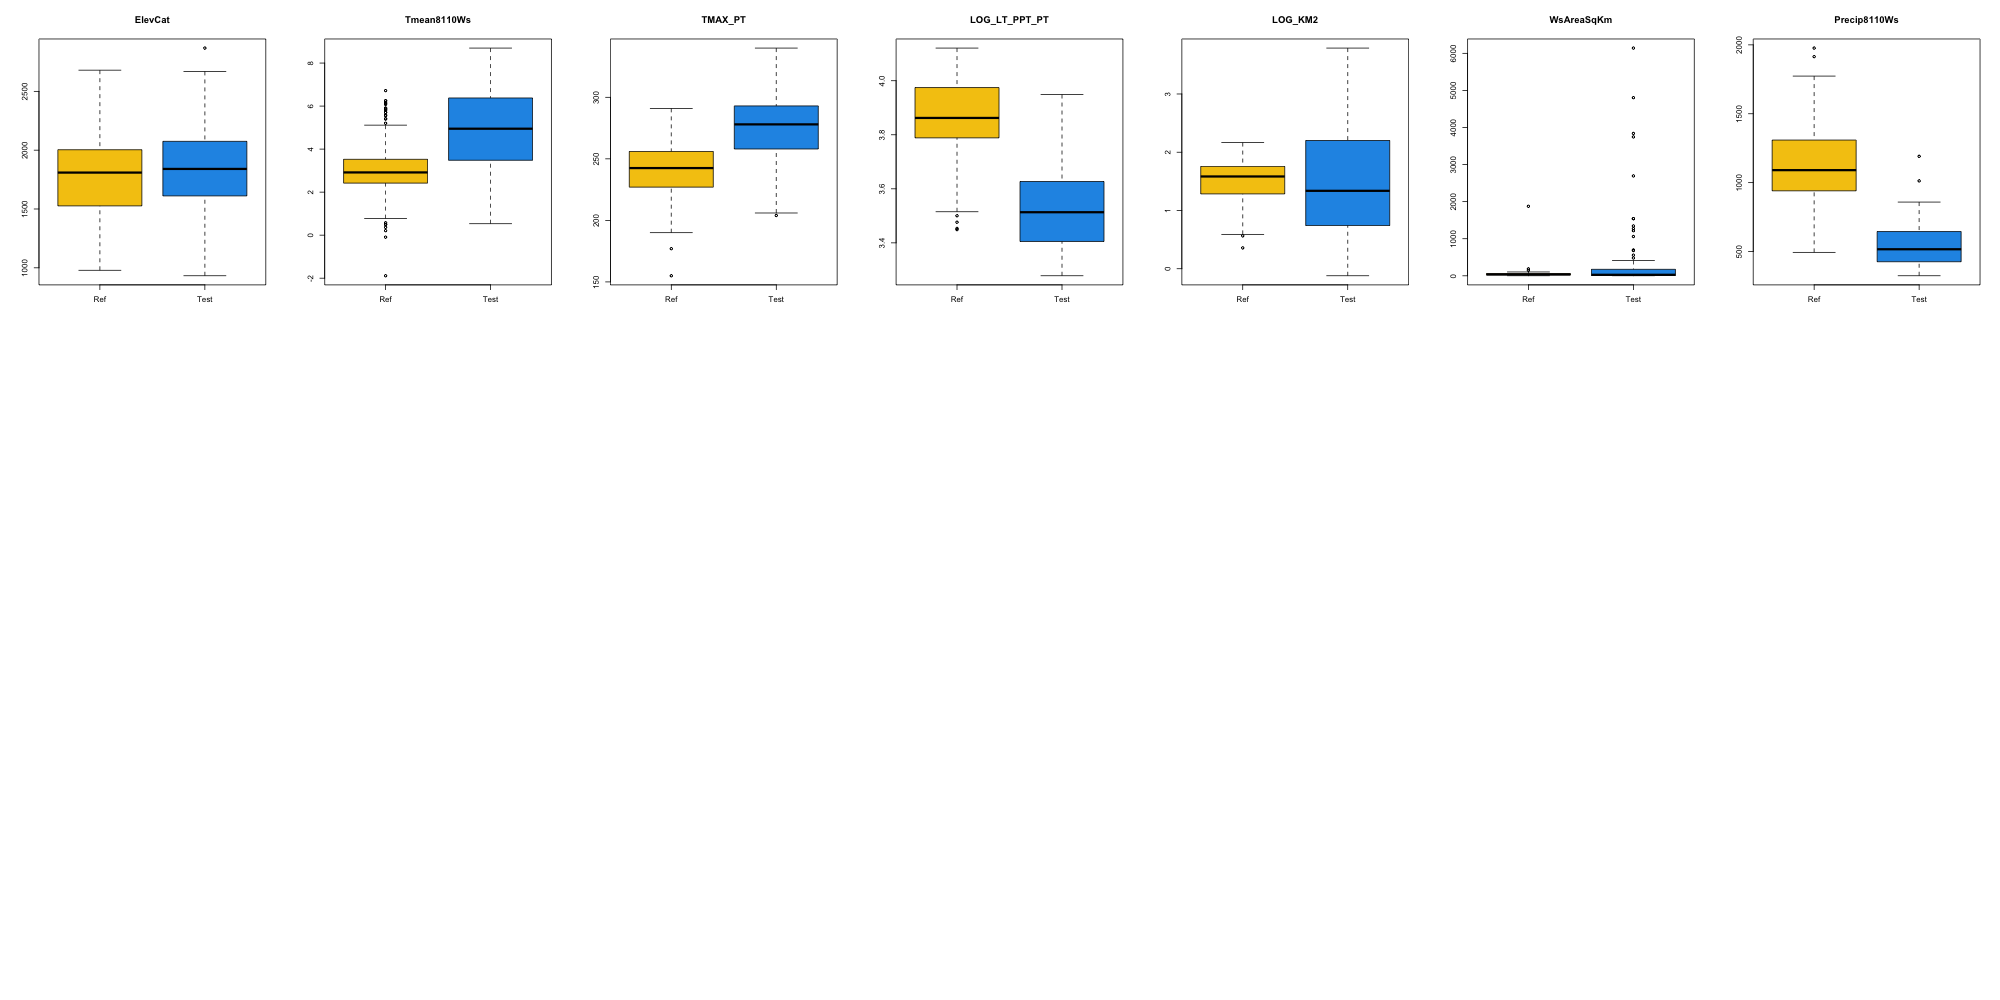 ElevCat
1000 1500 2000 2500
Ref Test
Tmean8110Ws
-2 0 2 4 6 8
Ref Test
TMAX_PT
150 200 250 300
Ref Test
LOG_LT_PPT_PT
3.4 3.6 3.8 4.0
Ref Test
LOG_KM2
0 1 2 3
Ref Test
WsAreaSqKm
0 1000 2000 3000 4000 5000 6000
Ref Test
Precip8110Ws
500 1000 1500 2000
Ref Test